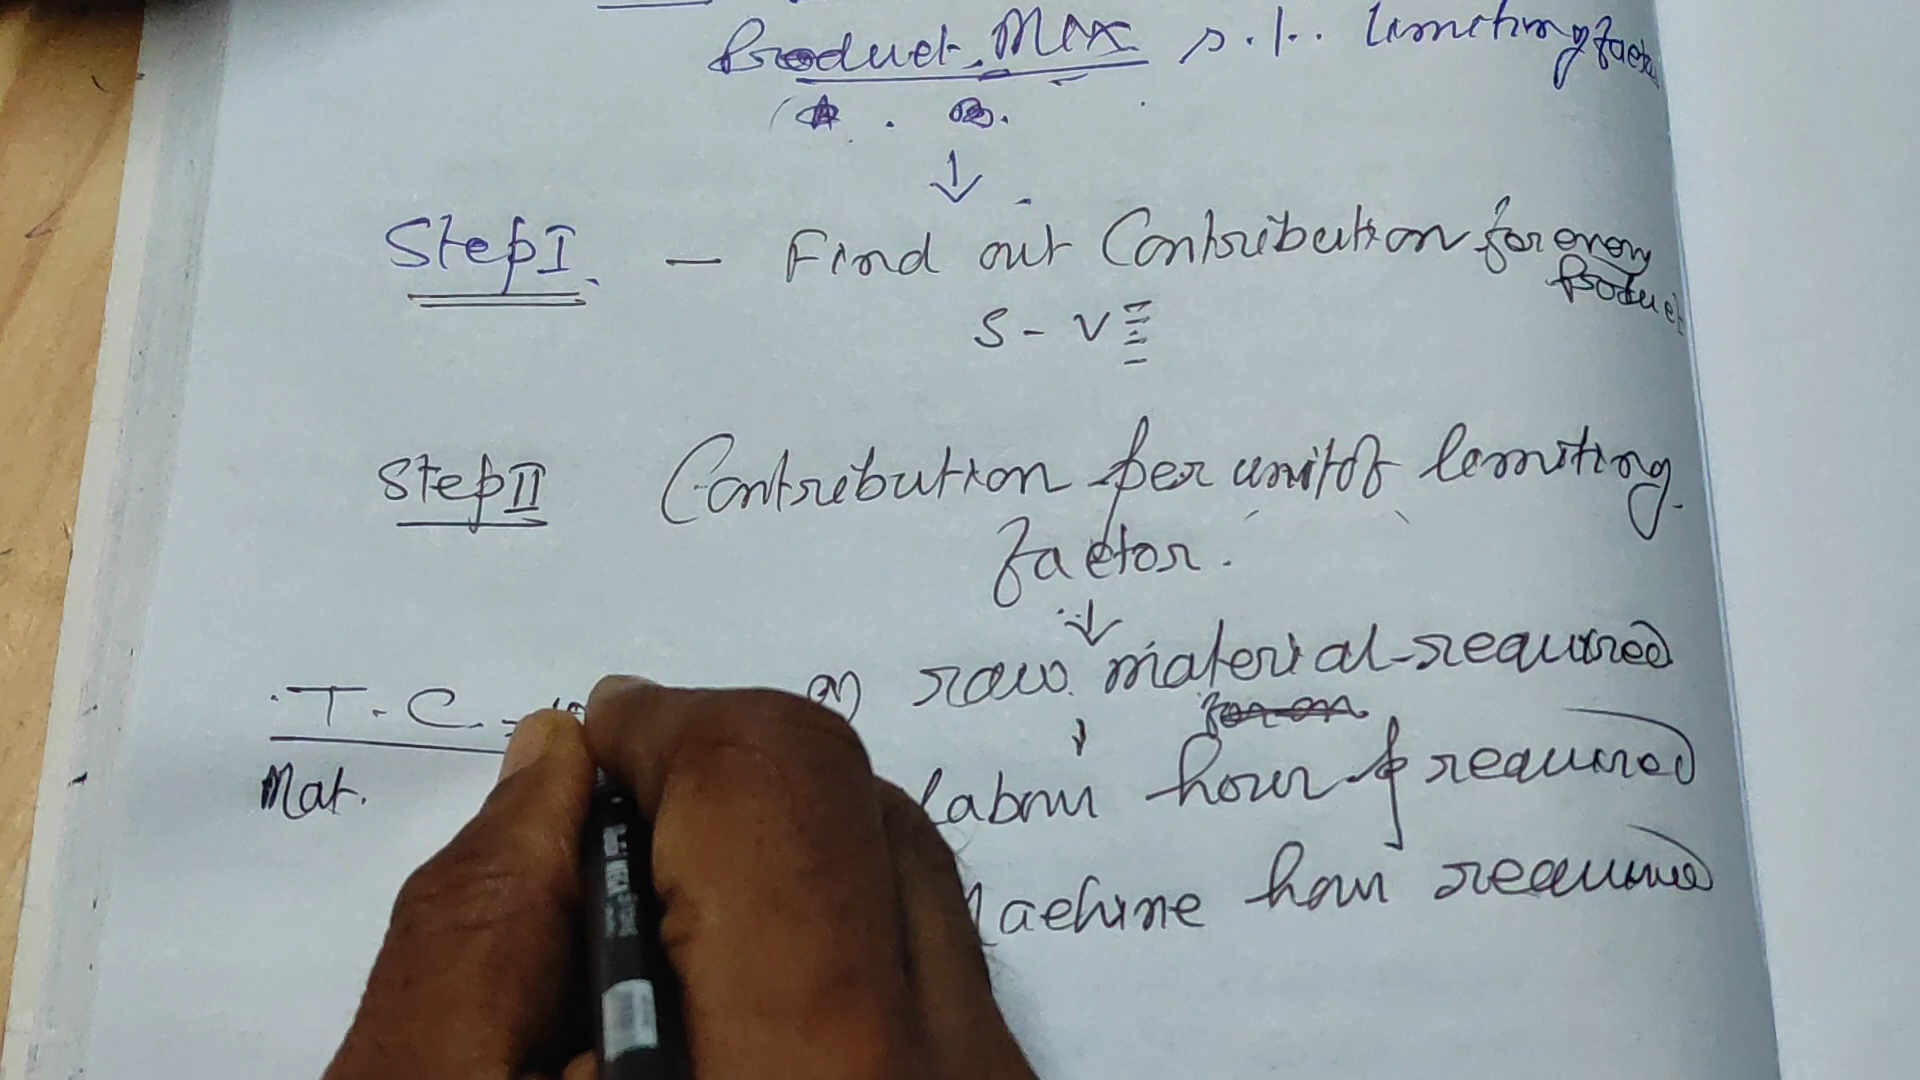 Product Mix s.t. limiting factor
A . B.
Step I. - Find out Contribution for every
Product
S - V
Step II Contribution per unit of limiting
factor.
raw material required
T.C.
labour hour required
Mat.
Machine hour required